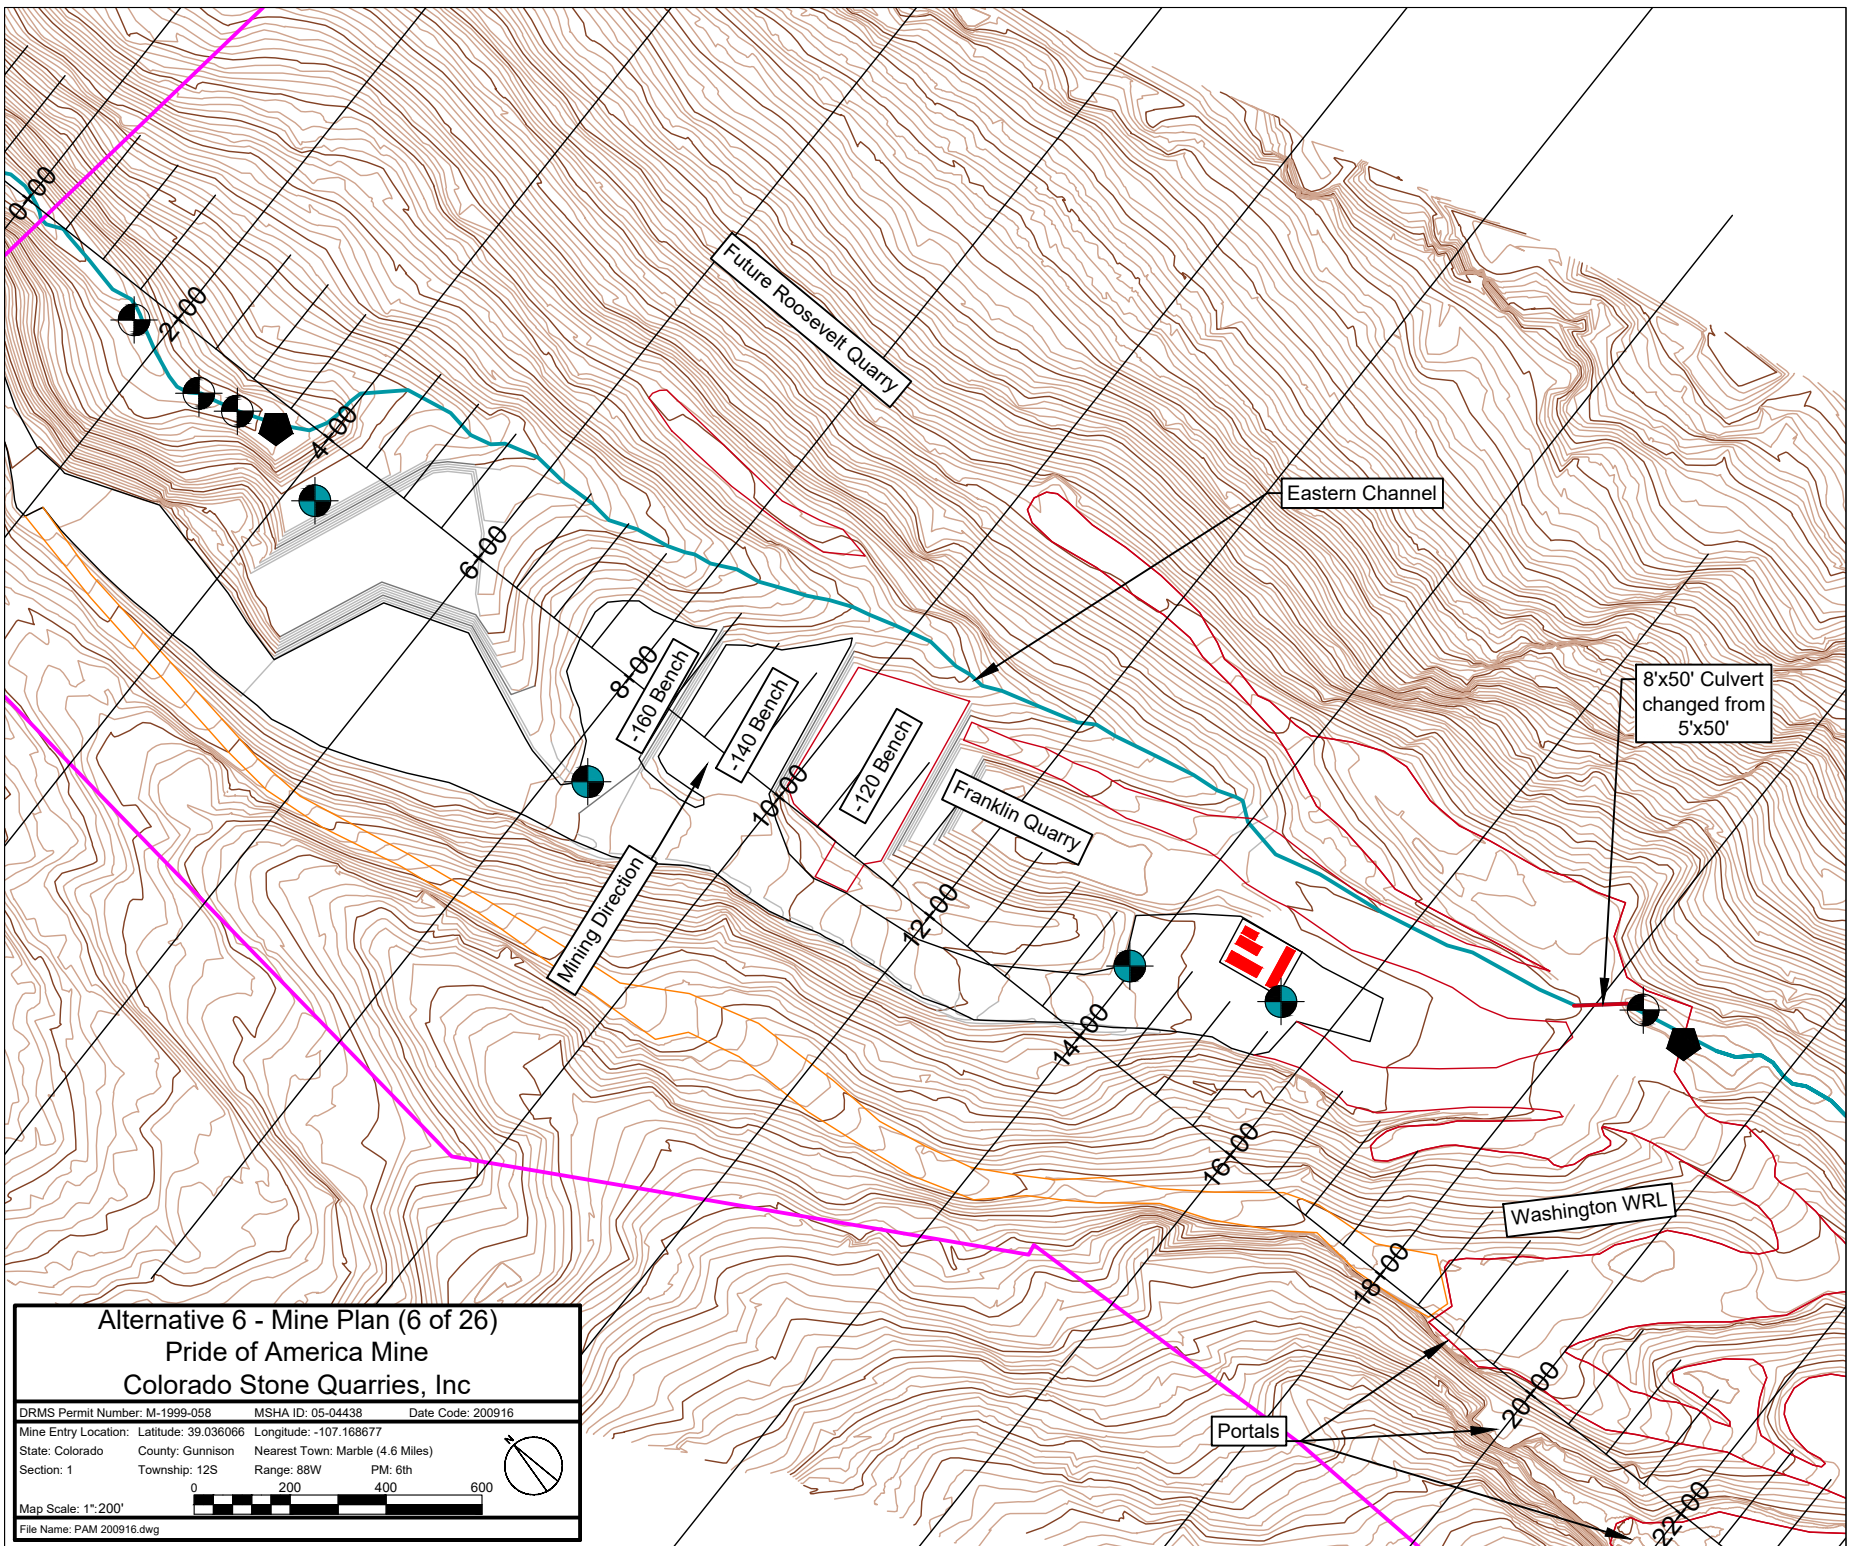 0+00
2+00
4+00
6+00
8+00
10+00
12+00
14+00
16+00
18+00
20+00
22+00
Future Roosevelt Quarry
Eastern Channel
8'x50' Culvert
changed from
5'x50'
-160 Bench
-140 Bench
-120 Bench
Franklin Quarry
Mining Direction
Washington WRL
Portals
Alternative 6 - Mine Plan (6 of 26)
Pride of America Mine
Colorado Stone Quarries, Inc
DRMS Permit Number: M-1999-058 MSHA ID: 05-04438 Date Code: 200916
Mine Entry Location: Latitude: 39.036066 Longitude: -107.168677
State: Colorado County: Gunnison Nearest Town: Marble (4.6 Miles)
Section: 1 Township: 12S Range: 88W PM: 6th
N
0 200 400 600
Map Scale: 1":200'
File Name: PAM 200916.dwg